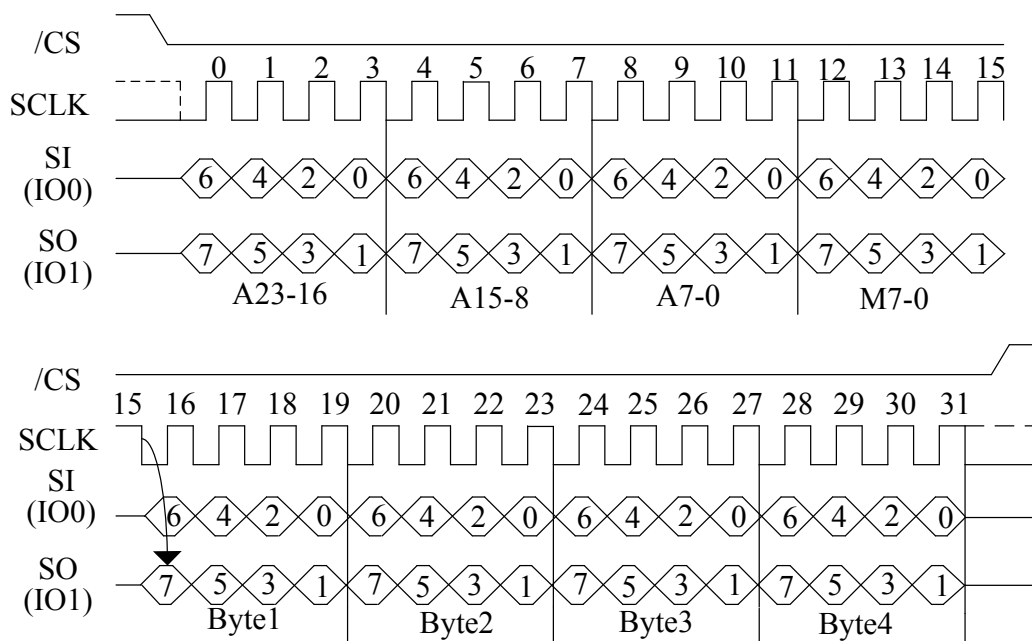 /CS
0 1 2 3 4 5 6 7 8 9 10 11 12 13 14 15
SCLK
SI
(IO0)
6 4 2 0 6 4 2 0 6 4 2 0 6 4 2 0
SO
(IO1)
7 5 3 1 7 5 3 1 7 5 3 1 7 5 3 1
A23-16 A15-8 A7-0 M7-0
/CS
15 16 17 18 19 20 21 22 23 24 25 26 27 28 29 30 31
SCLK
SI
(IO0)
6 4 2 0 6 4 2 0 6 4 2 0 6 4 2 0
SO
(IO1)
7 5 3 1 7 5 3 1 7 5 3 1 7 5 3 1
Byte1 Byte2 Byte3 Byte4